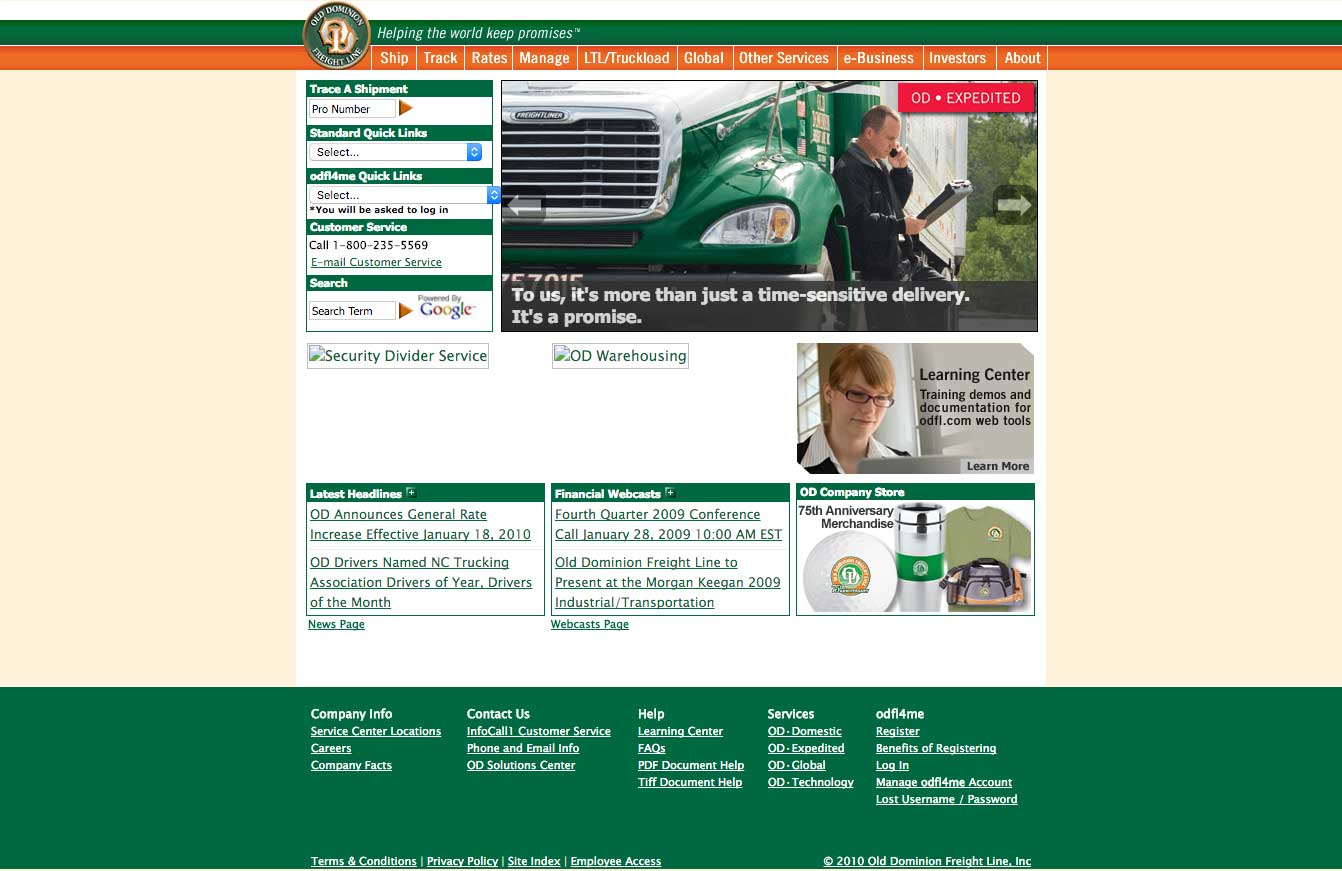 OLD DOMINION
FREIGHT LINE
Helping the world keep promises™
Ship
Track
Rates
Manage
LTL/Truckload
Global
Other Services
e-Business
Investors
About
Trace A Shipment
Pro Number
Standard Quick Links
Select...
odfl4me Quick Links
Select...
*You will be asked to log in
Customer Service
Call 1-800-235-5569
E-mail Customer Service
Search
Search Term
Powered By
Google™
OD • EXPEDITED
FREIGHTLINER
757015
To us, it's more than just a time-sensitive delivery.
It's a promise.
Security Divider Service
OD Warehousing
Learning Center
Training demos and
documentation for
odfl.com web tools
Learn More
Latest Headlines
OD Announces General Rate
Increase Effective January 18, 2010
OD Drivers Named NC Trucking
Association Drivers of Year, Drivers
of the Month
News Page
Financial Webcasts
Fourth Quarter 2009 Conference
Call January 28, 2009 10:00 AM EST
Old Dominion Freight Line to
Present at the Morgan Keegan 2009
Industrial/Transportation
Webcasts Page
OD Company Store
75th Anniversary
Merchandise
Company Info
Service Center Locations
Careers
Company Facts
Contact Us
InfoCall1 Customer Service
Phone and Email Info
OD Solutions Center
Help
Learning Center
FAQs
PDF Document Help
Tiff Document Help
Services
OD·Domestic
OD·Expedited
OD·Global
OD·Technology
odfl4me
Register
Benefits of Registering
Log In
Manage odfl4me Account
Lost Username / Password
Terms & Conditions | Privacy Policy | Site Index | Employee Access
© 2010 Old Dominion Freight Line, Inc